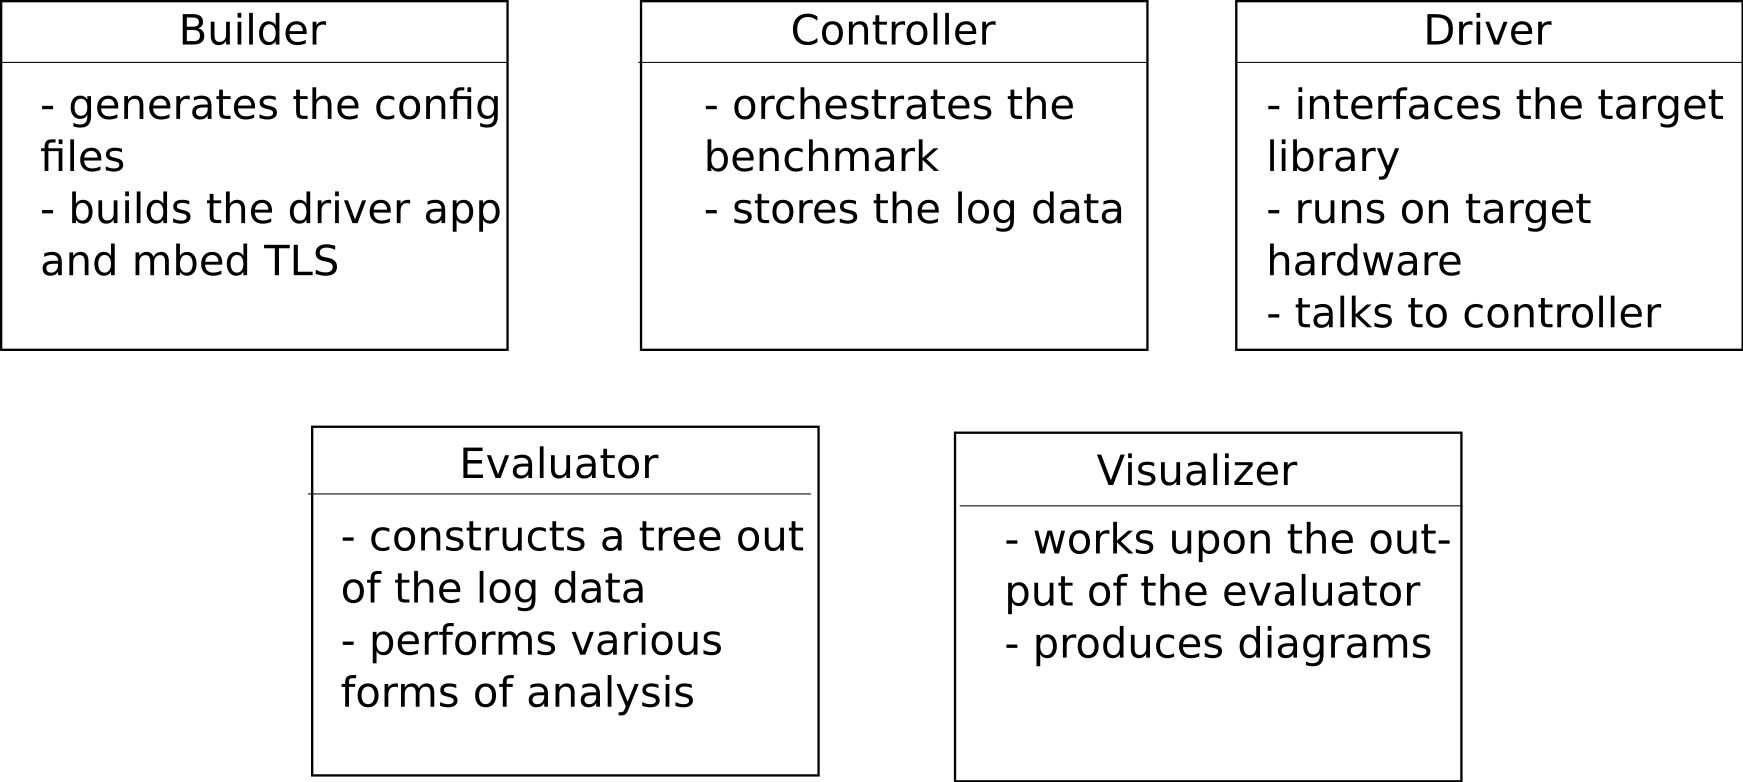 Builder
- generates the config
files
- builds the driver app
and mbed TLS
Controller
- orchestrates the
benchmark
- stores the log data
Driver
- interfaces the target
library
- runs on target
hardware
- talks to controller
Evaluator
- constructs a tree out
of the log data
- performs various
forms of analysis
Visualizer
- works upon the out-
put of the evaluator
- produces diagrams